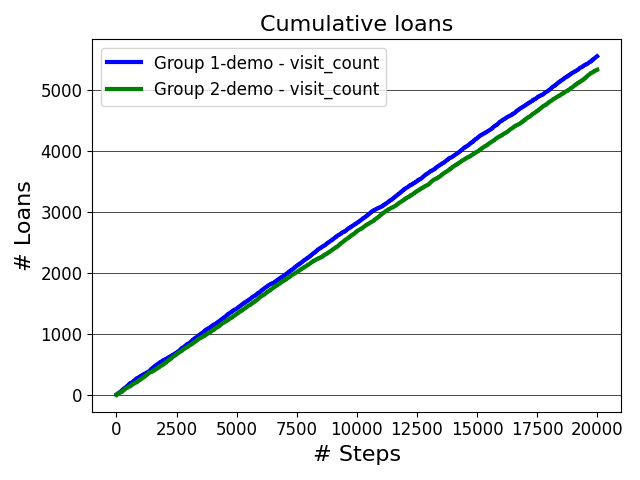 Cumulative loans
Group 1-demo - visit_count
Group 2-demo - visit_count
# Loans
5000
4000
3000
2000
1000
0
0 2500 5000 7500 10000 12500 15000 17500 20000
# Steps